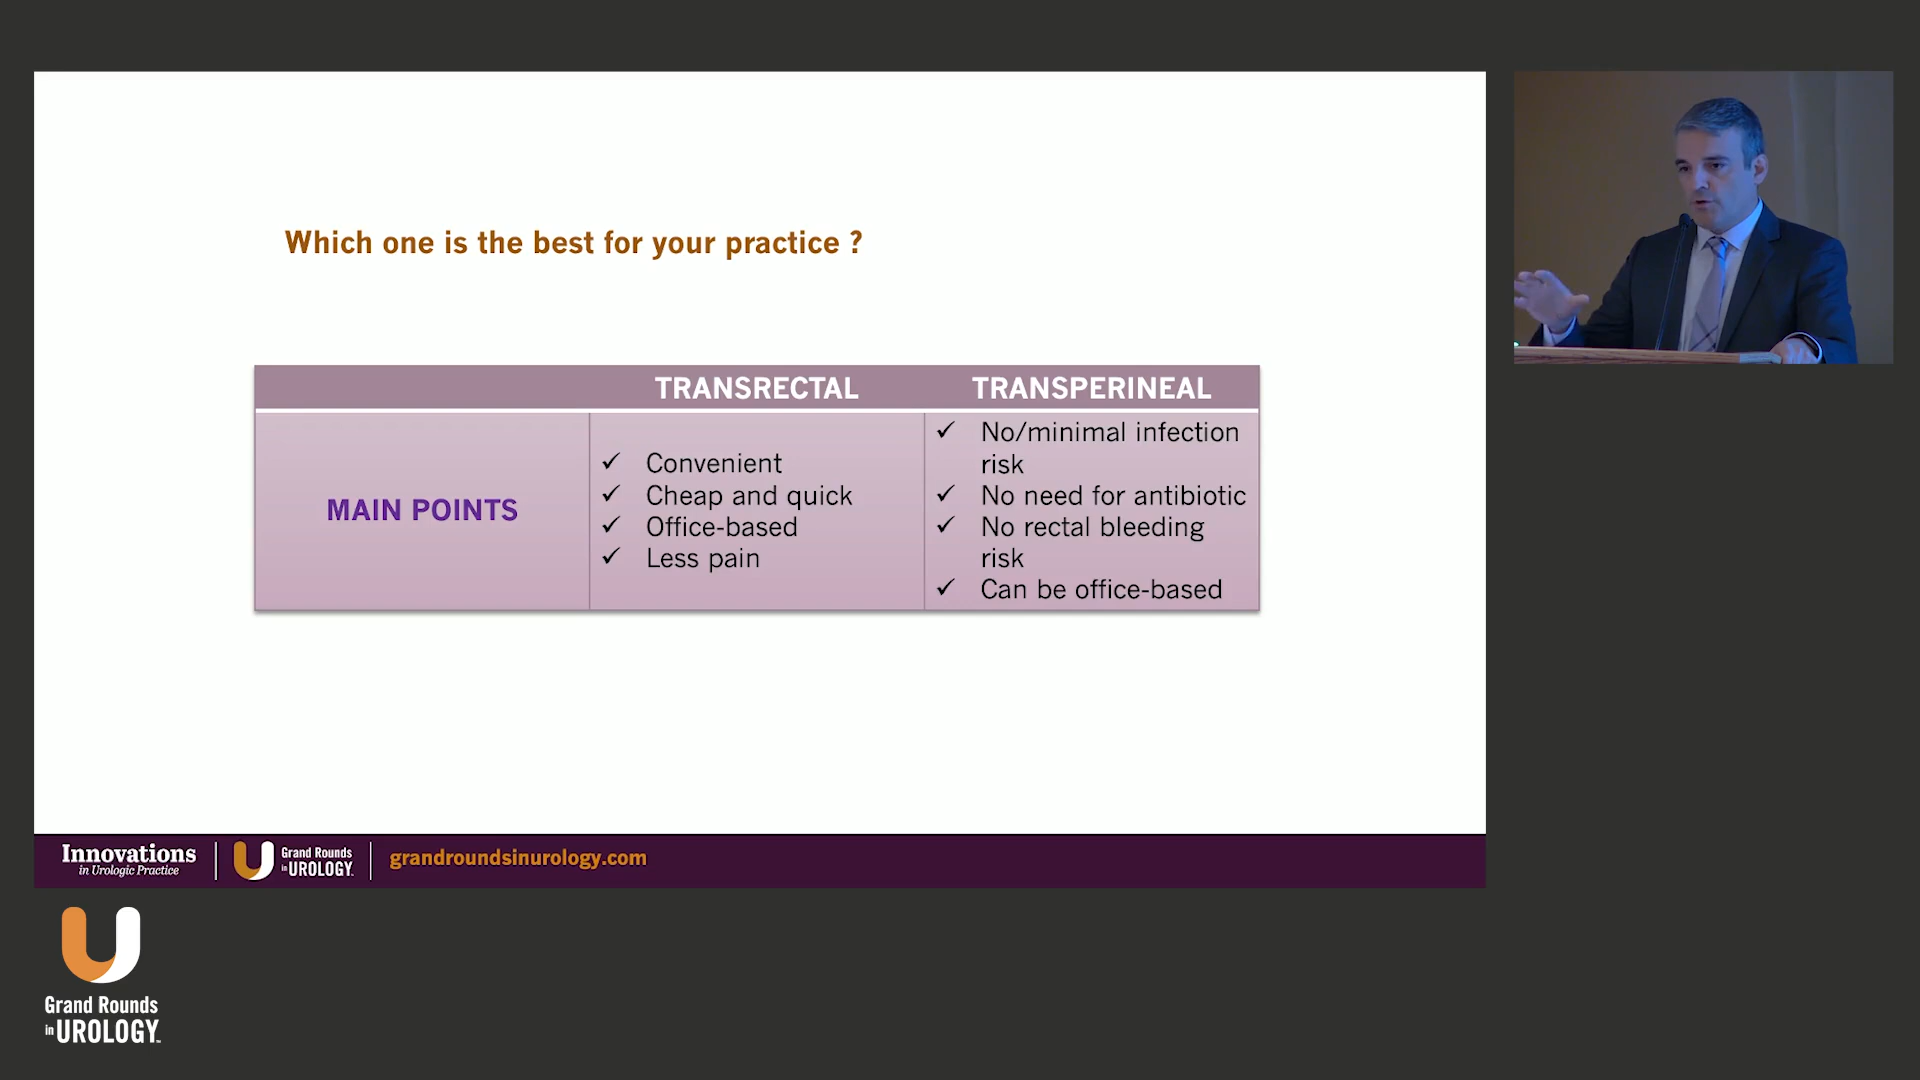 Which one is the best for your practice ?
TRANSRECTAL
TRANSPERINEAL
MAIN POINTS
✓ Convenient
✓ Cheap and quick
✓ Office-based
✓ Less pain
✓ No/minimal infection
risk
✓ No need for antibiotic
✓ No rectal bleeding
risk
✓ Can be office-based
Innovations
in Urologic Practice
Grand Rounds
in UROLOGY
grandroundsinurology.com
Grand Rounds
in UROLOGY™